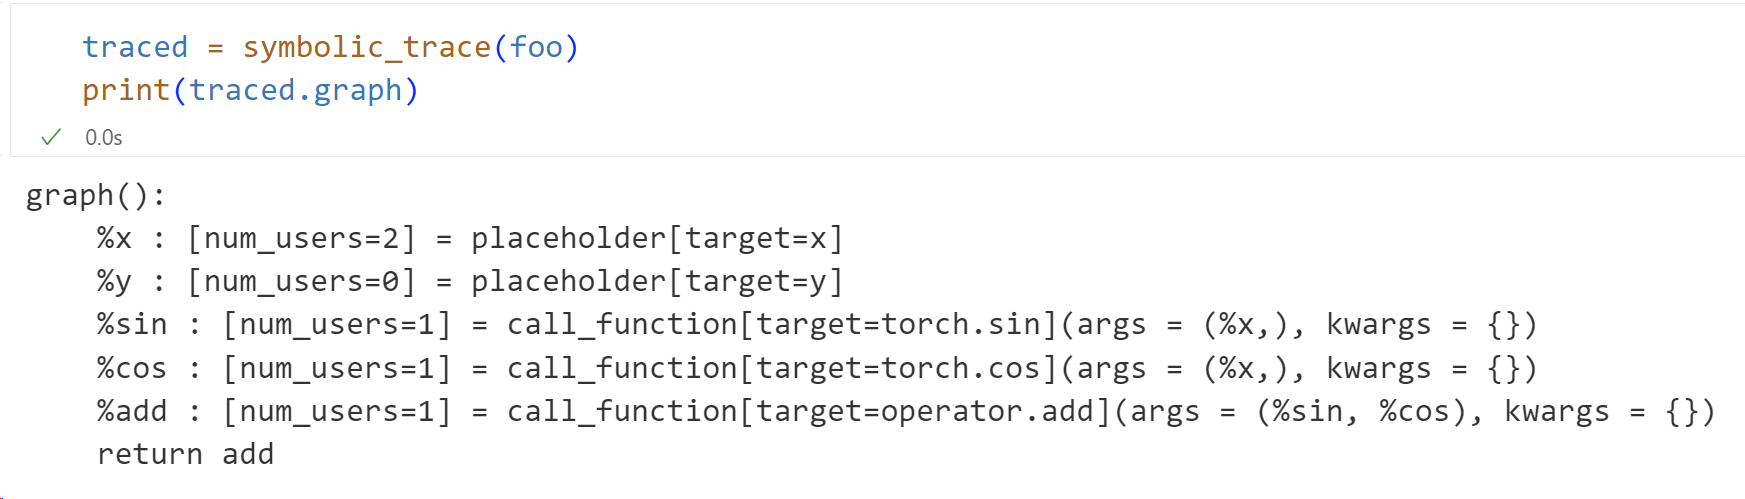 traced = symbolic_trace(foo)
print(traced.graph)
0.0s
graph():
    %x : [num_users=2] = placeholder[target=x]
    %y : [num_users=0] = placeholder[target=y]
    %sin : [num_users=1] = call_function[target=torch.sin](args = (%x,), kwargs = {})
    %cos : [num_users=1] = call_function[target=torch.cos](args = (%x,), kwargs = {})
    %add : [num_users=1] = call_function[target=operator.add](args = (%sin, %cos), kwargs = {})
    return add